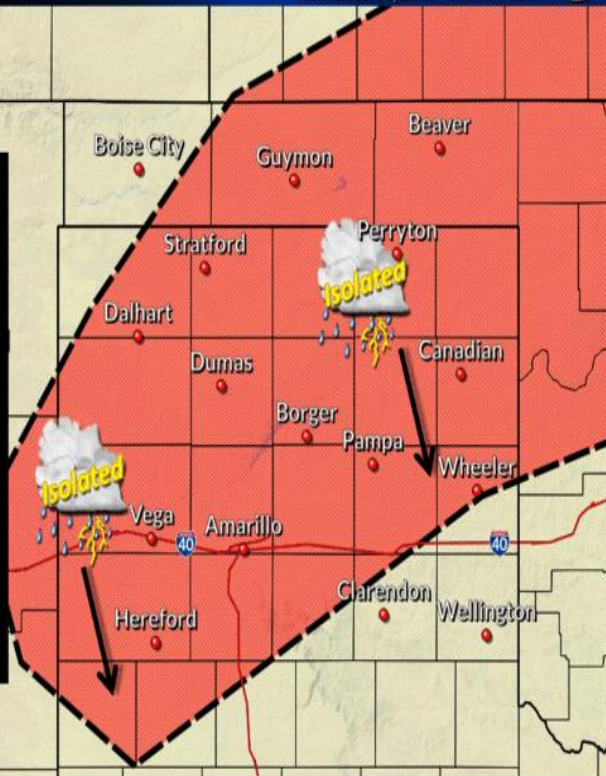 Beaver
Boise City
Guymon
Perryton
Stratford
Isolated
Dalhart
Canadian
Dumas
Borger
Pampa
Wheeler
Isolated
Vega
40
Amarillo
40
Clarendon
Wellington
Hereford